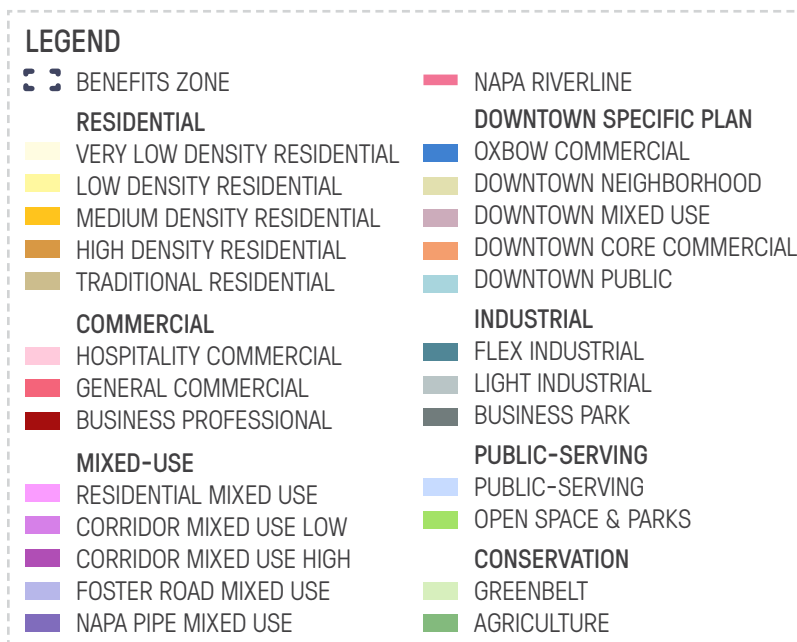 LEGEND
BENEFITS ZONE
RESIDENTIAL
VERY LOW DENSITY RESIDENTIAL
LOW DENSITY RESIDENTIAL
MEDIUM DENSITY RESIDENTIAL
HIGH DENSITY RESIDENTIAL
TRADITIONAL RESIDENTIAL
COMMERCIAL
HOSPITALITY COMMERCIAL
GENERAL COMMERCIAL
BUSINESS PROFESSIONAL
MIXED-USE
RESIDENTIAL MIXED USE
CORRIDOR MIXED USE LOW
CORRIDOR MIXED USE HIGH
FOSTER ROAD MIXED USE
NAPA PIPE MIXED USE
NAPA RIVERLINE
DOWNTOWN SPECIFIC PLAN
OXBOW COMMERCIAL
DOWNTOWN NEIGHBORHOOD
DOWNTOWN MIXED USE
DOWNTOWN CORE COMMERCIAL
DOWNTOWN PUBLIC
INDUSTRIAL
FLEX INDUSTRIAL
LIGHT INDUSTRIAL
BUSINESS PARK
PUBLIC-SERVING
PUBLIC-SERVING
OPEN SPACE & PARKS
CONSERVATION
GREENBELT
AGRICULTURE